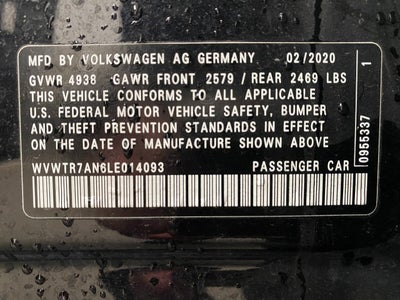 MFD BY VOLKSWAGEN AG GERMANY 02/2020
GVWR 4938 GAWR FRONT 2579 / REAR 2469 LBS
THIS VEHICLE CONFORMS TO ALL APPLICABLE
U.S. FEDERAL MOTOR VEHICLE SAFETY, BUMPER
AND THEFT PREVENTION STANDARDS IN EFFECT
ON THE DATE OF MANUFACTURE SHOWN ABOVE
WVWTR7AN6LE014093 PASSENGER CAR
0955337 1